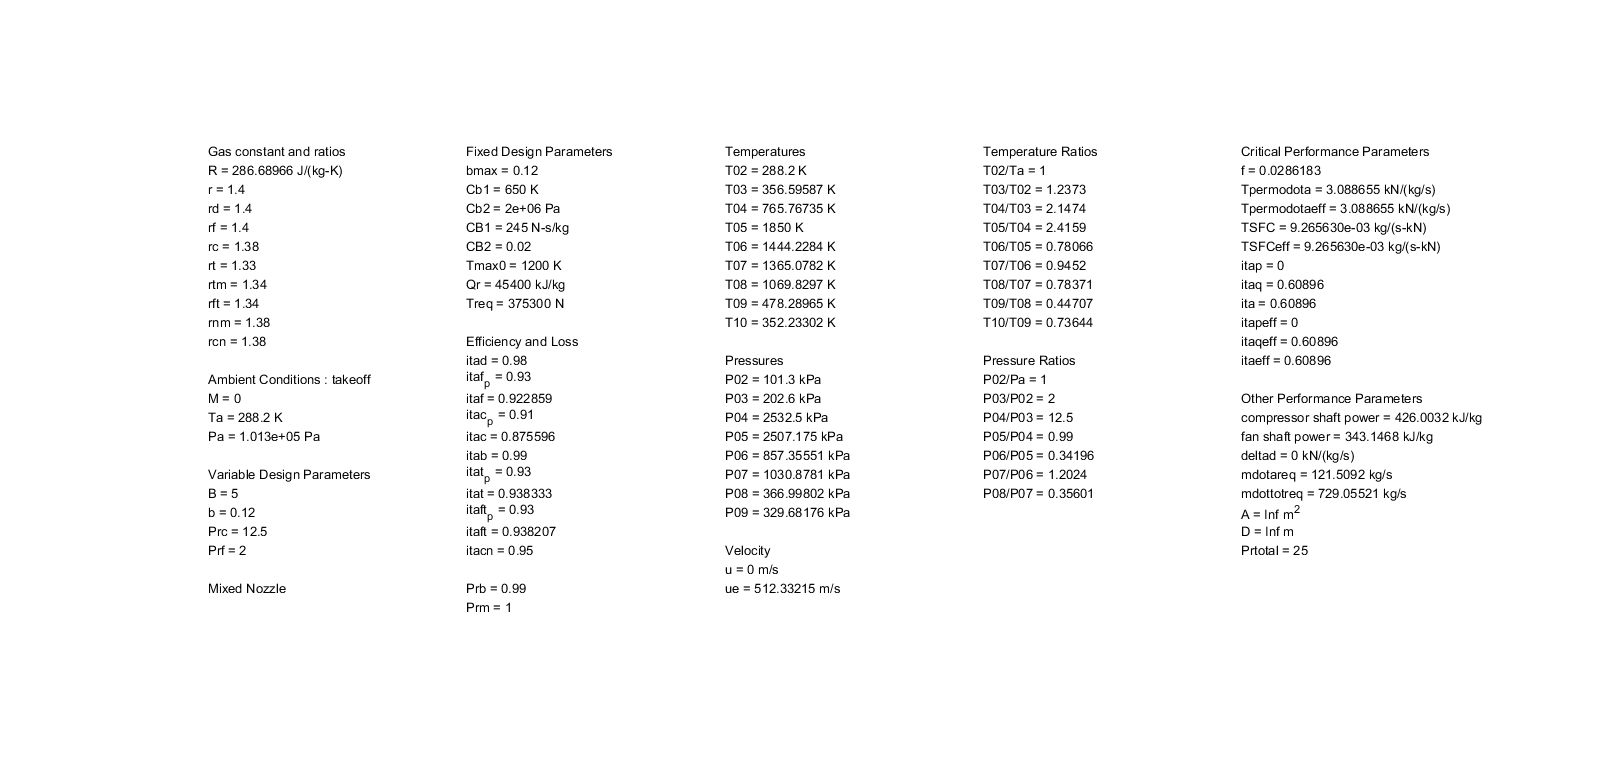 Gas constant and ratios
R = 286.68966 J/(kg-K)
r = 1.4
rd = 1.4
rf = 1.4
rc = 1.38
rt = 1.33
rtm = 1.34
rft = 1.34
rnm = 1.38
rcn = 1.38
Ambient Conditions : takeoff
M = 0
Ta = 288.2 K
Pa = 1.013e+05 Pa
Variable Design Parameters
B = 5
b = 0.12
Prc = 12.5
Prf = 2
Mixed Nozzle
Fixed Design Parameters
bmax = 0.12
Cb1 = 650 K
Cb2 = 2e+06 Pa
CB1 = 245 N-s/kg
CB2 = 0.02
Tmax0 = 1200 K
Qr = 45400 kJ/kg
Treq = 375300 N
Efficiency and Loss
itad = 0.98
itaf_p = 0.93
itaf = 0.922859
itac_p = 0.91
itac = 0.875596
itab = 0.99
itat_p = 0.93
itat = 0.938333
itaft_p = 0.93
itaft = 0.938207
itacn = 0.95
Prb = 0.99
Prm = 1
Temperatures
T02 = 288.2 K
T03 = 356.59587 K
T04 = 765.76735 K
T05 = 1850 K
T06 = 1444.2284 K
T07 = 1365.0782 K
T08 = 1069.8297 K
T09 = 478.28965 K
T10 = 352.23302 K
Pressures
P02 = 101.3 kPa
P03 = 202.6 kPa
P04 = 2532.5 kPa
P05 = 2507.175 kPa
P06 = 857.35551 kPa
P07 = 1030.8781 kPa
P08 = 366.99802 kPa
P09 = 329.68176 kPa
Velocity
u = 0 m/s
ue = 512.33215 m/s
Temperature Ratios
T02/Ta = 1
T03/T02 = 1.2373
T04/T03 = 2.1474
T05/T04 = 2.4159
T06/T05 = 0.78066
T07/T06 = 0.9452
T08/T07 = 0.78371
T09/T08 = 0.44707
T10/T09 = 0.73644
Pressure Ratios
P02/Pa = 1
P03/P02 = 2
P04/P03 = 12.5
P05/P04 = 0.99
P06/P05 = 0.34196
P07/P06 = 1.2024
P08/P07 = 0.35601
Critical Performance Parameters
f = 0.0286183
Tpermodota = 3.088655 kN/(kg/s)
Tpermodotaeff = 3.088655 kN/(kg/s)
TSFC = 9.265630e-03 kg/(s-kN)
TSFCeff = 9.265630e-03 kg/(s-kN)
itap = 0
itaq = 0.60896
ita = 0.60896
itapeff = 0
itaqeff = 0.60896
itaeff = 0.60896
Other Performance Parameters
compressor shaft power = 426.0032 kJ/kg
fan shaft power = 343.1468 kJ/kg
deltad = 0 kN/(kg/s)
mdotareq = 121.5092 kg/s
mdottotreq = 729.05521 kg/s
A = Inf m²
D = Inf m
Prtotal = 25